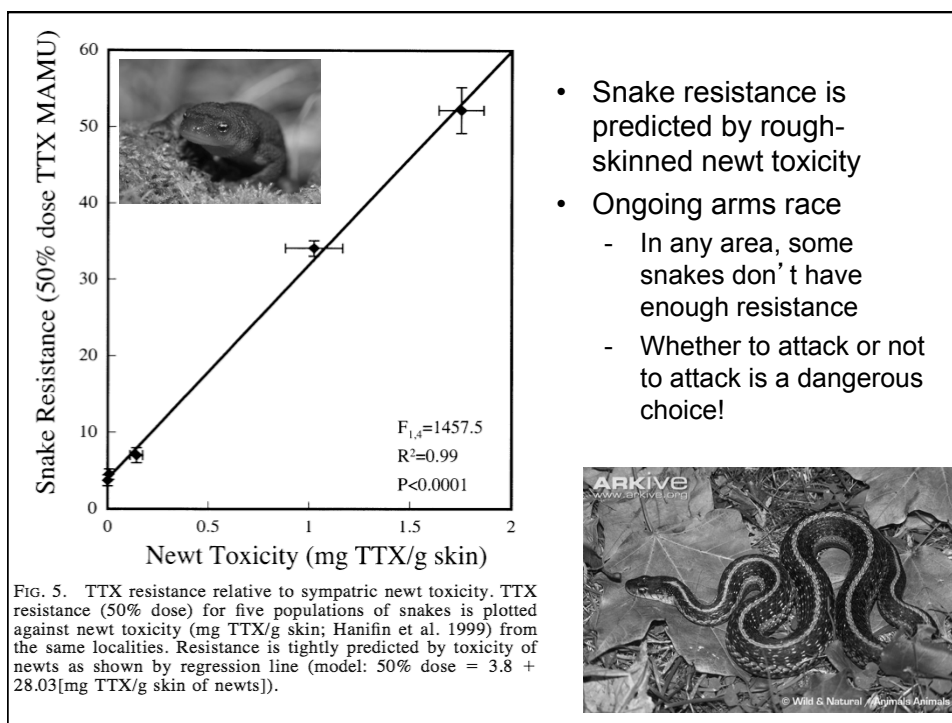 Snake Resistance (50% dose TTX MAMU)
60
50
40
30
20
10
0
F1,4=1457.5
R2=0.99
P<0.0001
0 0.5 1 1.5 2
Newt Toxicity (mg TTX/g skin)
FIG. 5. TTX resistance relative to sympatric newt toxicity. TTX
resistance (50% dose) for five populations of snakes is plotted
against newt toxicity (mg TTX/g skin; Hanifin et al. 1999) from
the same localities. Resistance is tightly predicted by toxicity of
newts as shown by regression line (model: 50% dose = 3.8 +
28.03[mg TTX/g skin of newts]).
• Snake resistance is
predicted by rough-
skinned newt toxicity
• Ongoing arms race
- In any area, some
snakes don’t have
enough resistance
- Whether to attack or not
to attack is a dangerous
choice!
ARKive
www.arkive.org
© Wild & Natural / Animals Animals